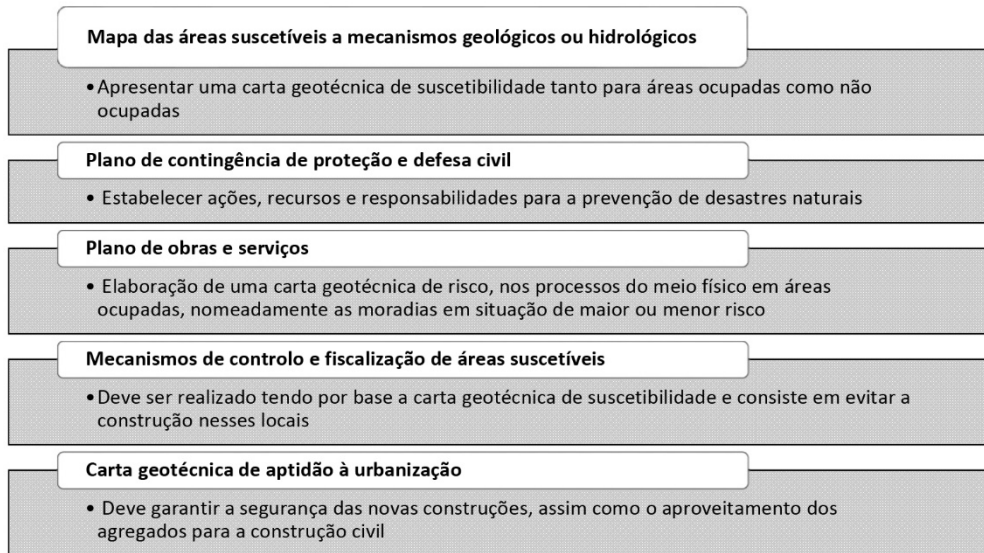 Mapa das áreas suscetíveis a mecanismos geológicos ou hidrológicos
•Apresentar uma carta geotécnica de suscetibilidade tanto para áreas ocupadas como não
ocupadas
Plano de contingência de proteção e defesa civil
• Estabelecer ações, recursos e responsabilidades para a prevenção de desastres naturais
Plano de obras e serviços
• Elaboração de uma carta geotécnica de risco, nos processos do meio físico em áreas
ocupadas, nomeadamente as moradias em situação de maior ou menor risco
Mecanismos de controlo e fiscalização de áreas suscetíveis
•Deve ser realizado tendo por base a carta geotécnica de suscetibilidade e consiste em evitar a
construção nesses locais
Carta geotécnica de aptidão à urbanização
• Deve garantir a segurança das novas construções, assim como o aproveitamento dos
agregados para a construção civil